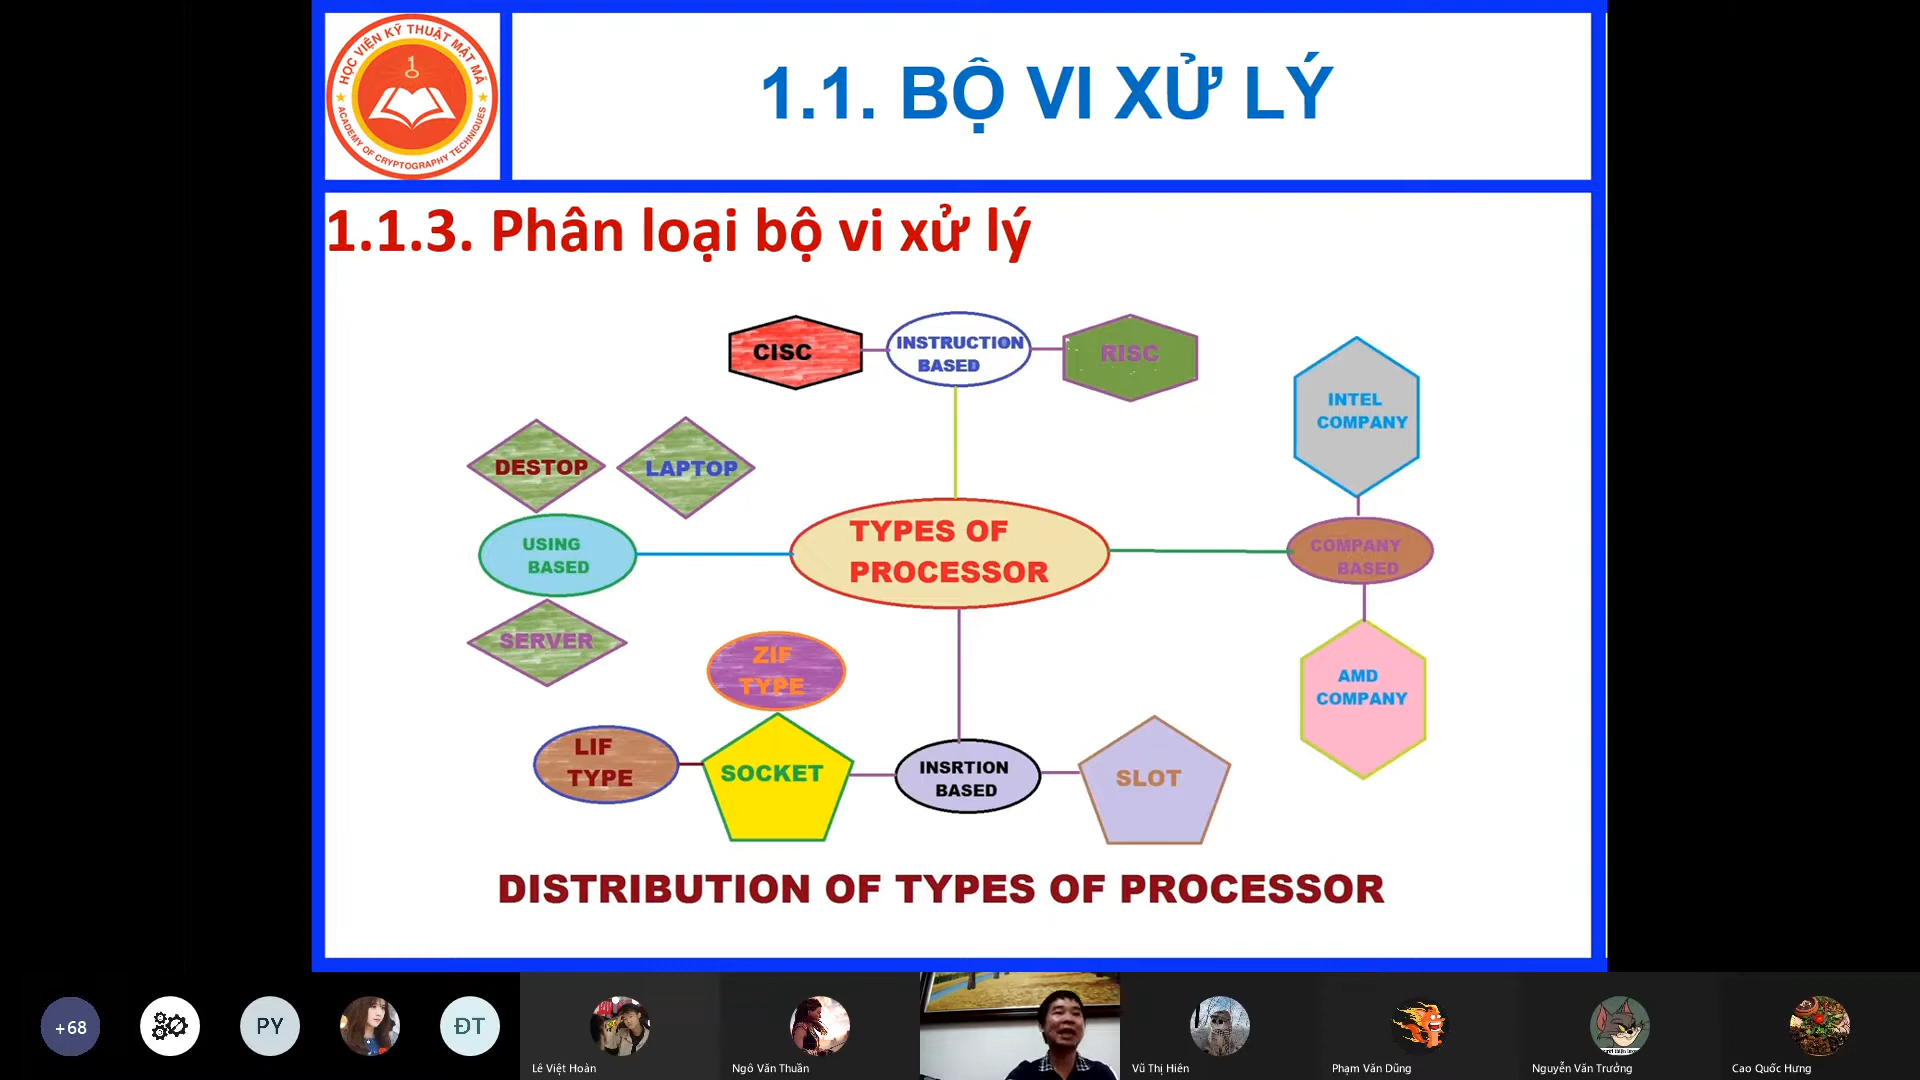 HỌC VIỆN KỸ THUẬT MẬT MÃ
ACADEMY OF CRYPTOGRAPHY TECHNIQUES
1.1. BỘ VI XỬ LÝ
1.1.3. Phân loại bộ vi xử lý
CISC
INSTRUCTION
BASED
RISC
INTEL
COMPANY
DESTOP
LAPTOP
TYPES OF
PROCESSOR
USING
BASED
COMPANY
BASED
SERVER
ZIF
TYPE
AMD
COMPANY
LIF
TYPE
SOCKET
INSRTION
BASED
SLOT
DISTRIBUTION OF TYPES OF PROCESSOR
+68
PY
ĐT
Lê Việt Hoàn
Ngô Văn Thuần
Vũ Thị Hiên
Phạm Văn Dũng
Nguyễn Văn Trưởng
Cao Quốc Hưng